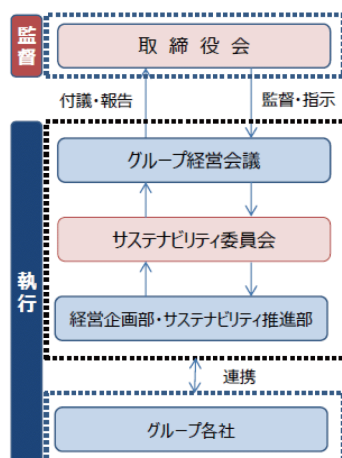 監督
取締役会
付議・報告
監督・指示
執行
グループ経営会議
サステナビリティ委員会
経営企画部・サステナビリティ推進部
連携
グループ各社